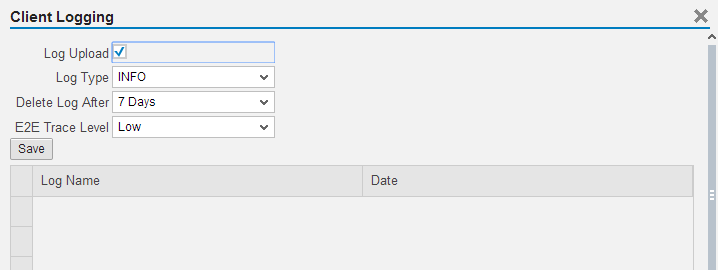 Client Logging
Log Upload
Log Type INFO
Delete Log After 7 Days
E2E Trace Level Low
Save
Log Name Date